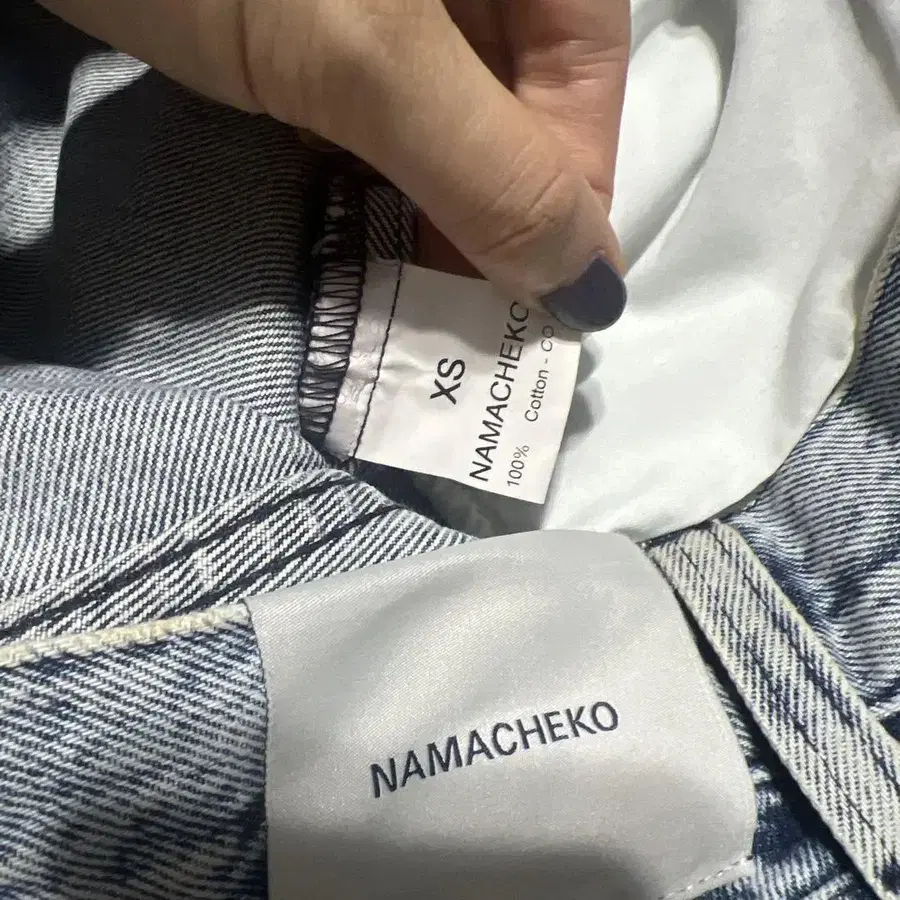 XS
NAMACHEKO
100% Cotton - CO
NAMACHEKO